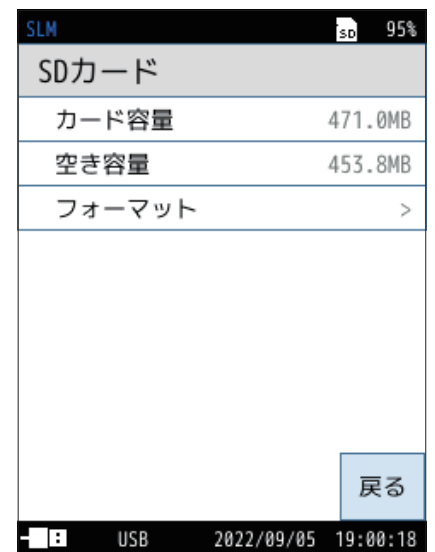 SLM SD 95%
SDカード
カード容量 471.0MB
空き容量 453.8MB
フォーマット >
戻る
USB 2022/09/05 19:00:18